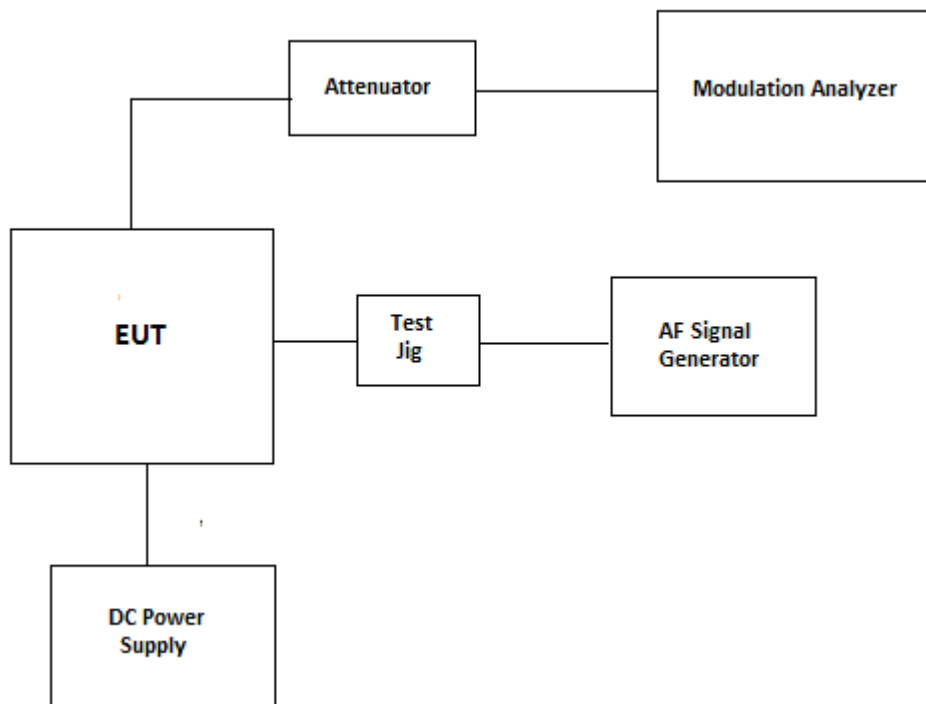 Attenuator
Modulation Analyzer
EUT
Test
Jig
AF Signal
Generator
DC Power
Supply